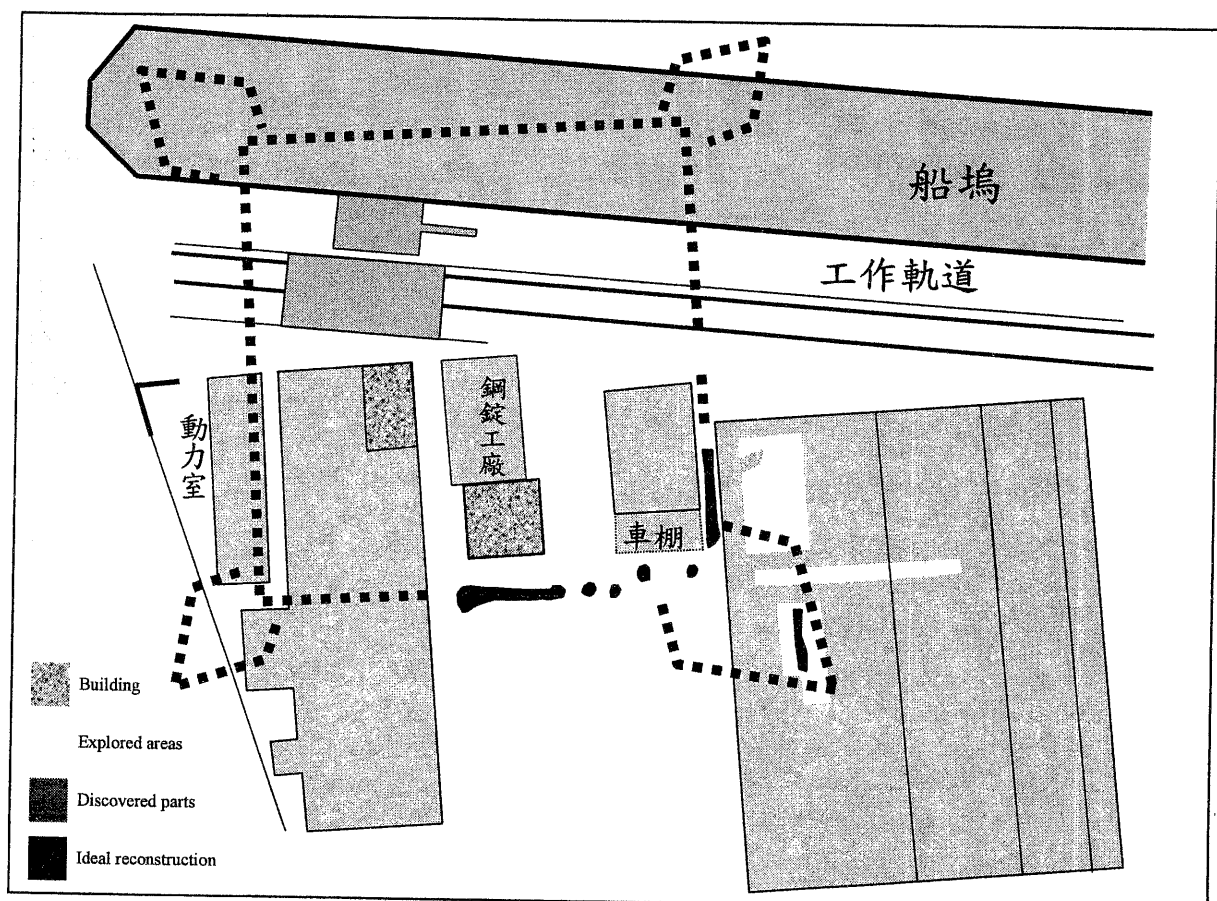 船塢
工作軌道
鋼錠工廠
動力室
車棚
Building
Explored areas
Discovered parts
Ideal reconstruction